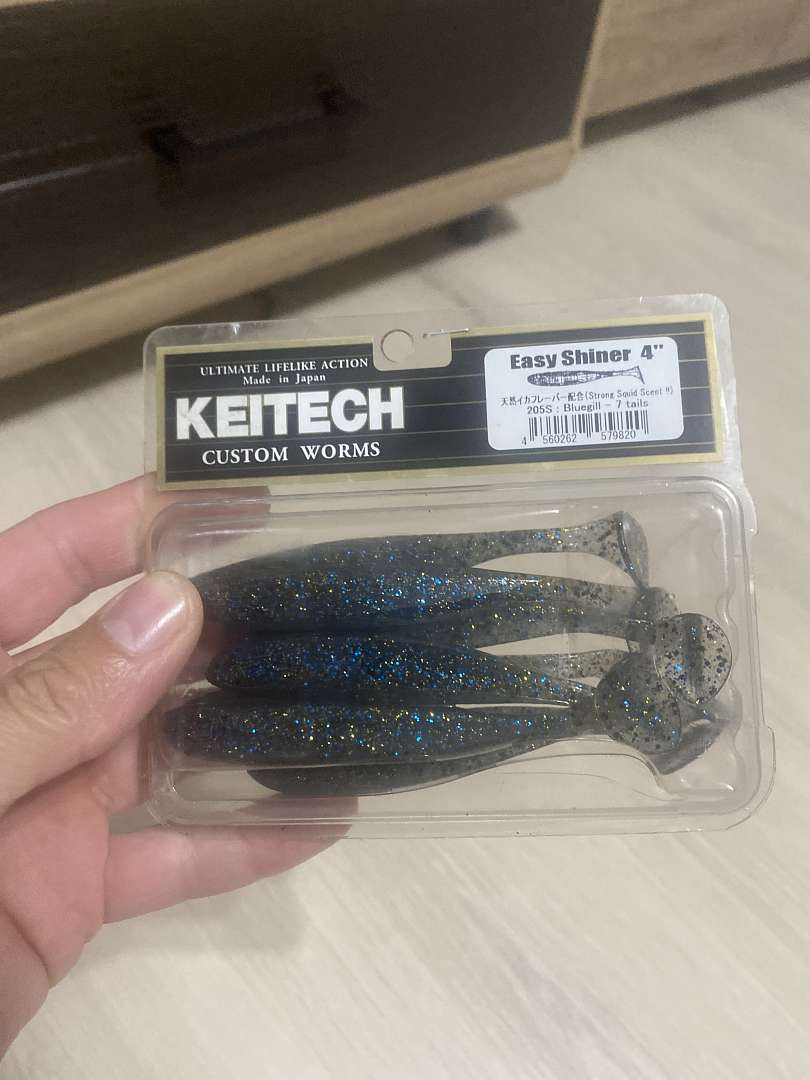 ULTIMATE LIFELIKE ACTION
Made in Japan
KEITECH
CUSTOM WORMS
Easy Shiner 4"
天然イカフレーバー配合(Strong Squid Scent !!)
205S : Bluegill - 7 tails
4 560262 579820